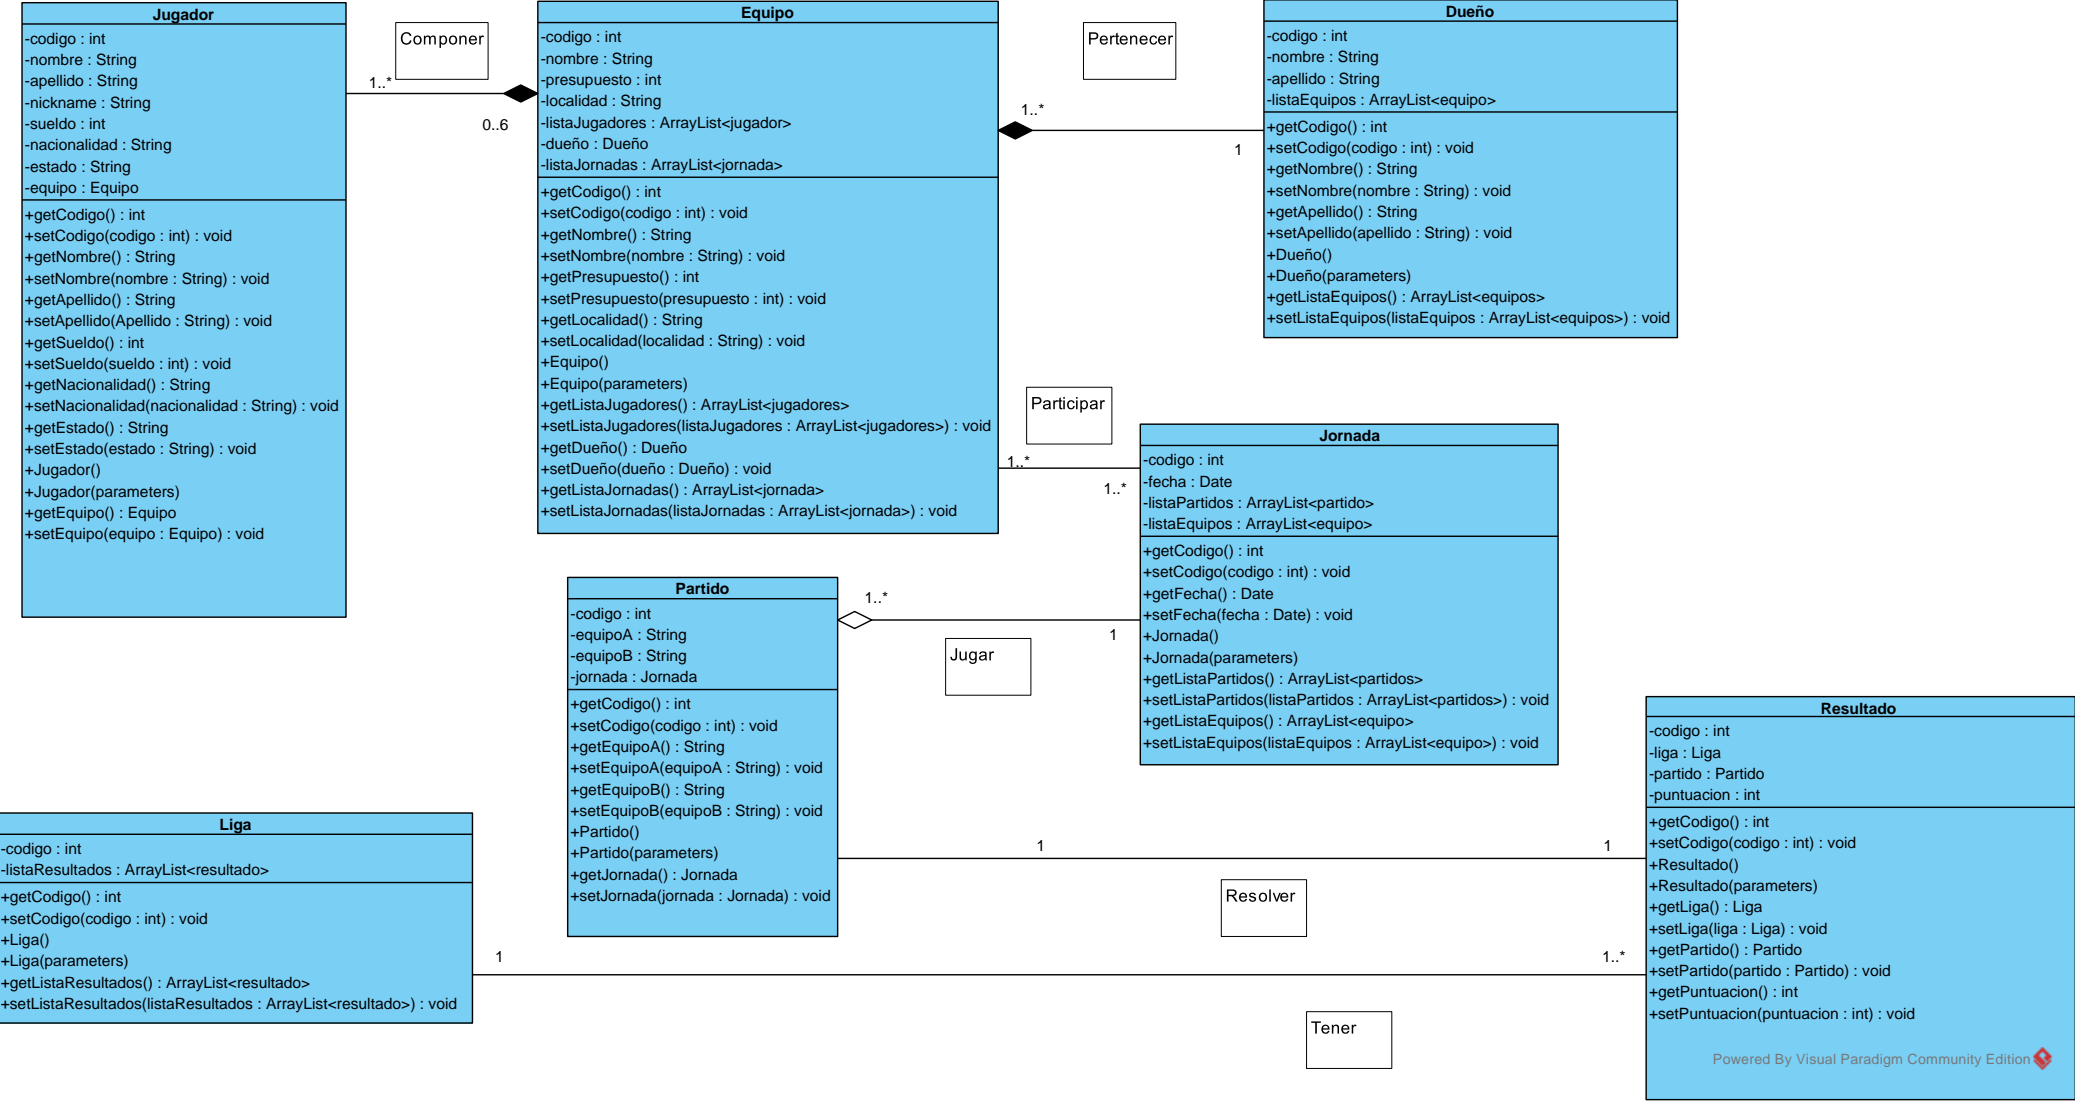 Jugador
-codigo : int
-nombre : String
-apellido : String
-nickname : String
-sueldo : int
-nacionalidad : String
-estado : String
-equipo : Equipo
+getCodigo() : int
+setCodigo(codigo : int) : void
+getNombre() : String
+setNombre(nombre : String) : void
+getApellido() : String
+setApellido(Apellido : String) : void
+getSueldo() : int
+setSueldo(sueldo : int) : void
+getNacionalidad() : String
+setNacionalidad(nacionalidad : String) : void
+getEstado() : String
+setEstado(estado : String) : void
+Jugador()
+Jugador(parameters)
+getEquipo() : Equipo
+setEquipo(equipo : Equipo) : void
Componer
1..*
0..6
Equipo
-codigo : int
-nombre : String
-presupuesto : int
-localidad : String
-listaJugadores : ArrayList<jugador>
-dueño : Dueño
-listaJornadas : ArrayList<jornada>
+getCodigo() : int
+setCodigo(codigo : int) : void
+getNombre() : String
+setNombre(nombre : String) : void
+getPresupuesto() : int
+setPresupuesto(presupuesto : int) : void
+getLocalidad() : String
+setLocalidad(localidad : String) : void
+Equipo()
+Equipo(parameters)
+getListaJugadores() : ArrayList<jugadores>
+setListaJugadores(listaJugadores : ArrayList<jugadores>) : void
+getDueño() : Dueño
+setDueño(dueño : Dueño) : void
+getListaJornadas() : ArrayList<jornada>
+setListaJornadas(listaJornadas : ArrayList<jornada>) : void
Pertenecer
1..*
1
Dueño
-codigo : int
-nombre : String
-apellido : String
-listaEquipos : ArrayList<equipo>
+getCodigo() : int
+setCodigo(codigo : int) : void
+getNombre() : String
+setNombre(nombre : String) : void
+getApellido() : String
+setApellido(apellido : String) : void
+Dueño()
+Dueño(parameters)
+getListaEquipos() : ArrayList<equipos>
+setListaEquipos(listaEquipos : ArrayList<equipos>) : void
Participar
1..*
1..*
Jornada
-codigo : int
-fecha : Date
-listaPartidos : ArrayList<partido>
-listaEquipos : ArrayList<equipo>
+getCodigo() : int
+setCodigo(codigo : int) : void
+getFecha() : Date
+setFecha(fecha : Date) : void
+Jornada()
+Jornada(parameters)
+getListaPartidos() : ArrayList<partidos>
+setListaPartidos(listaPartidos : ArrayList<partidos>) : void
+getListaEquipos() : ArrayList<equipo>
+setListaEquipos(listaEquipos : ArrayList<equipo>) : void
Partido
-codigo : int
-equipoA : String
-equipoB : String
-jornada : Jornada
+getCodigo() : int
+setCodigo(codigo : int) : void
+getEquipoA() : String
+setEquipoA(equipoA : String) : void
+getEquipoB() : String
+setEquipoB(equipoB : String) : void
+Partido()
+Partido(parameters)
+getJornada() : Jornada
+setJornada(jornada : Jornada) : void
1..*
1
Jugar
Resultado
-codigo : int
-liga : Liga
-partido : Partido
-puntuacion : int
+getCodigo() : int
+setCodigo(codigo : int) : void
+Resultado()
+Resultado(parameters)
+getLiga() : Liga
+setLiga(liga : Liga) : void
+getPartido() : Partido
+setPartido(partido : Partido) : void
+getPuntuacion() : int
+setPuntuacion(puntuacion : int) : void
Liga
-codigo : int
-listaResultados : ArrayList<resultado>
+getCodigo() : int
+setCodigo(codigo : int) : void
+Liga()
+Liga(parameters)
+getListaResultados() : ArrayList<resultado>
+setListaResultados(listaResultados : ArrayList<resultado>) : void
1
1
Resolver
1
1..*
Tener
Powered By Visual Paradigm Community Edition